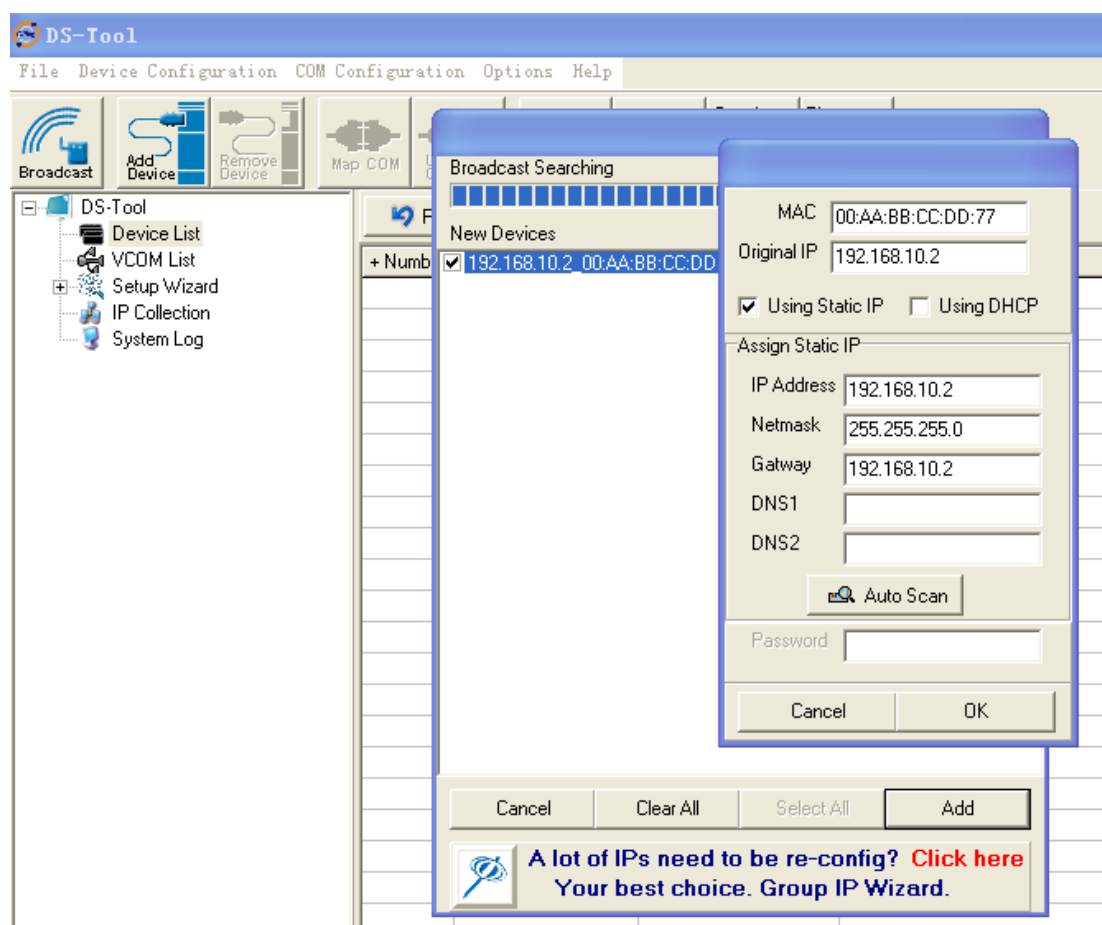 DS-Tool
File Device Configuration COM Configuration Options Help
Broadcast
Add Device
Remove Device
Map COM
DS-Tool
Device List
VCOM List
Setup Wizard
IP Collection
System Log
+ Numb
Broadcast Searching
New Devices
192.168.10.2_00:AA:BB:CC:DD
MAC 00:AA:BB:CC:DD:77
Original IP 192.168.10.2
Using Static IP Using DHCP
Assign Static IP
IP Address 192.168.10.2
Netmask 255.255.255.0
Gatway 192.168.10.2
DNS1
DNS2
Auto Scan
Password
Cancel OK
Cancel Clear All Select All Add
A lot of IPs need to be re-config? Click here
Your best choice. Group IP Wizard.